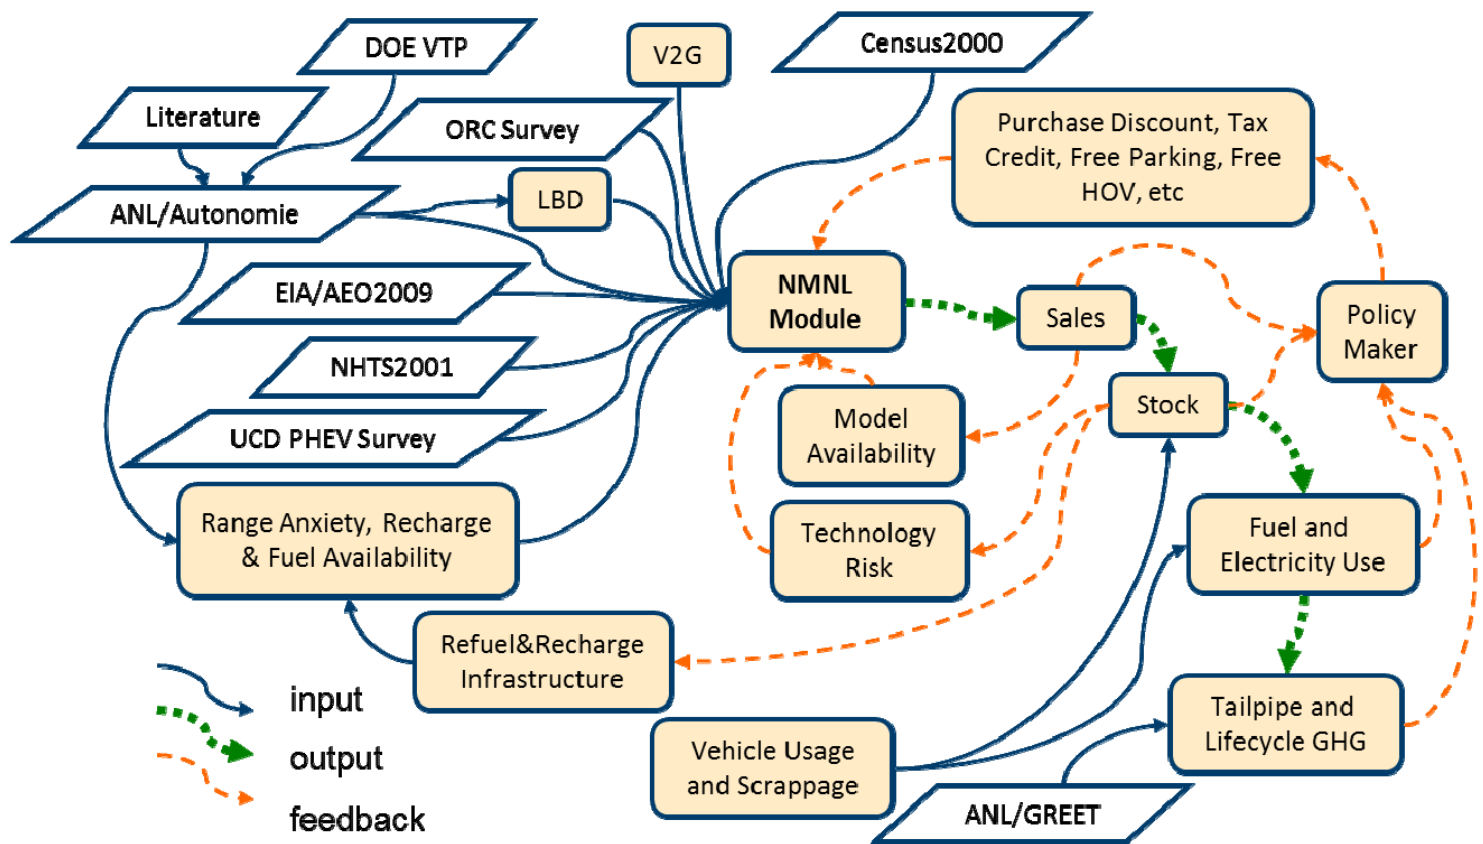 DOE VTP
V2G
Census2000
Literature
ORC Survey
Purchase Discount, Tax
Credit, Free Parking, Free
HOV, etc
ANL/Autonomie
LBD
EIA/AEO2009
NMNL
Module
Sales
Policy
Maker
NHTS2001
UCD PHEV Survey
Model
Availability
Stock
Range Anxiety, Recharge
& Fuel Availability
Technology
Risk
Fuel and
Electricity Use
Refuel&Recharge
Infrastructure
Tailpipe and
Lifecycle GHG
Vehicle Usage
and Scrappage
ANL/GREET
input
output
feedback